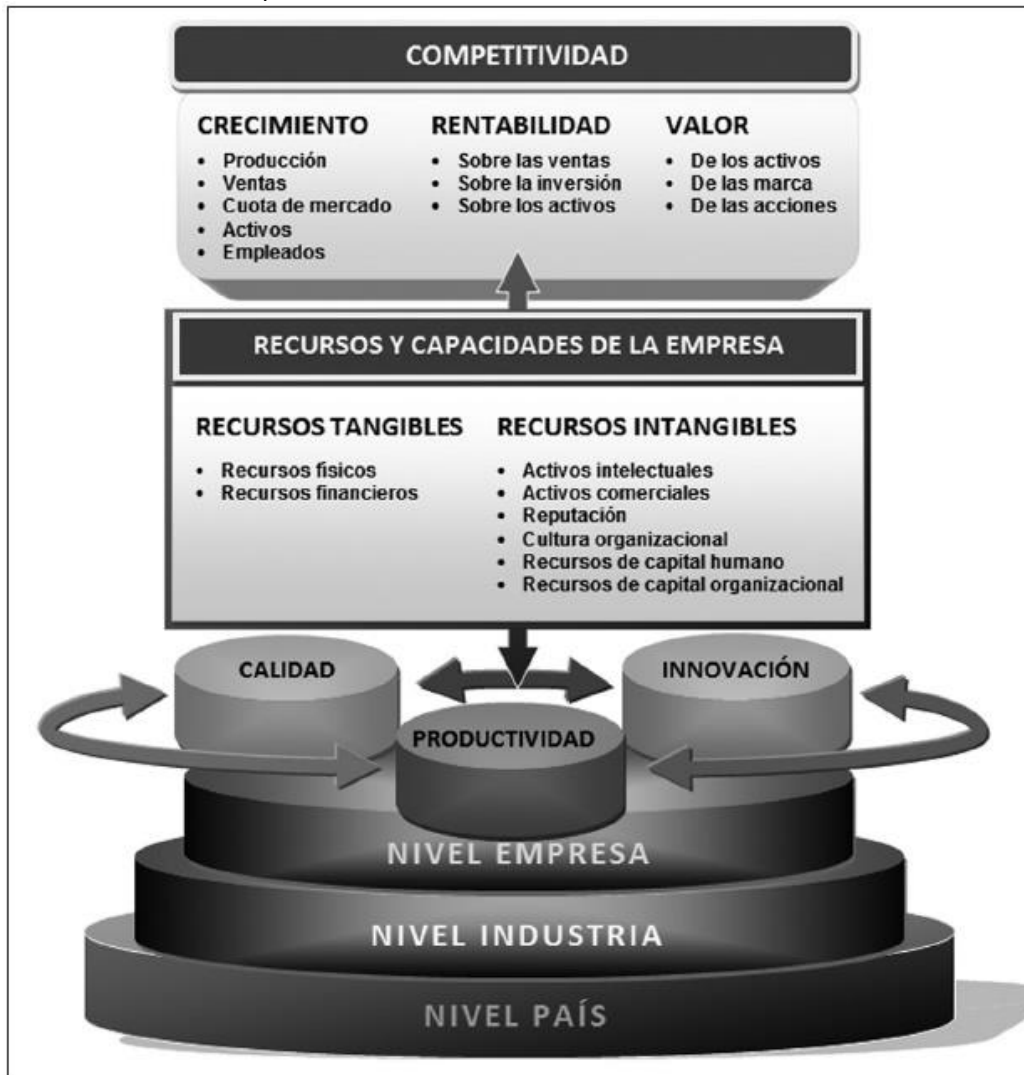 COMPETITIVIDAD
CRECIMIENTO
• Producción
• Ventas
• Cuota de mercado
• Activos
• Empleados
RENTABILIDAD
• Sobre las ventas
• Sobre la inversión
• Sobre los activos
VALOR
• De los activos
• De las marca
• De las acciones
RECURSOS Y CAPACIDADES DE LA EMPRESA
RECURSOS TANGIBLES
• Recursos físicos
• Recursos financieros
RECURSOS INTANGIBLES
• Activos intelectuales
• Activos comerciales
• Reputación
• Cultura organizacional
• Recursos de capital humano
• Recursos de capital organizacional
CALIDAD
INNOVACIÓN
PRODUCTIVIDAD
NIVEL EMPRESA
NIVEL INDUSTRIA
NIVEL PAÍS